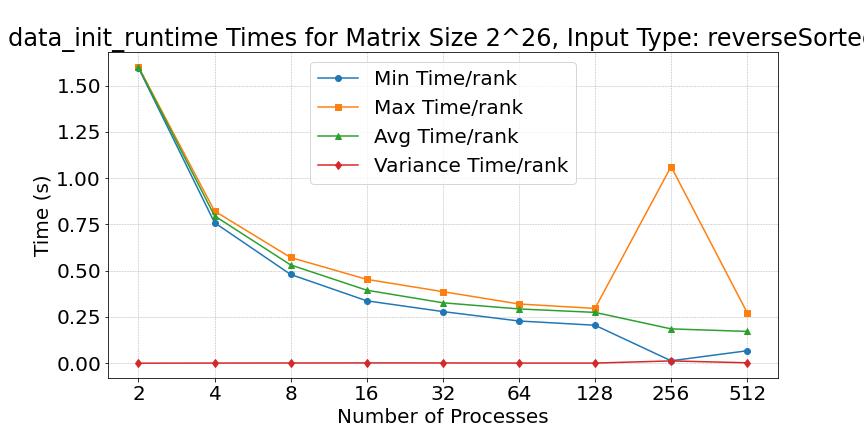 data_init_runtime Times for Matrix Size 2^26, Input Type: reverseSorte
Min Time/rank
Max Time/rank
Avg Time/rank
Variance Time/rank
Time (s)
1.50
1.25
1.00
0.75
0.50
0.25
0.00
2 4 8 16 32 64 128 256 512
Number of Processes